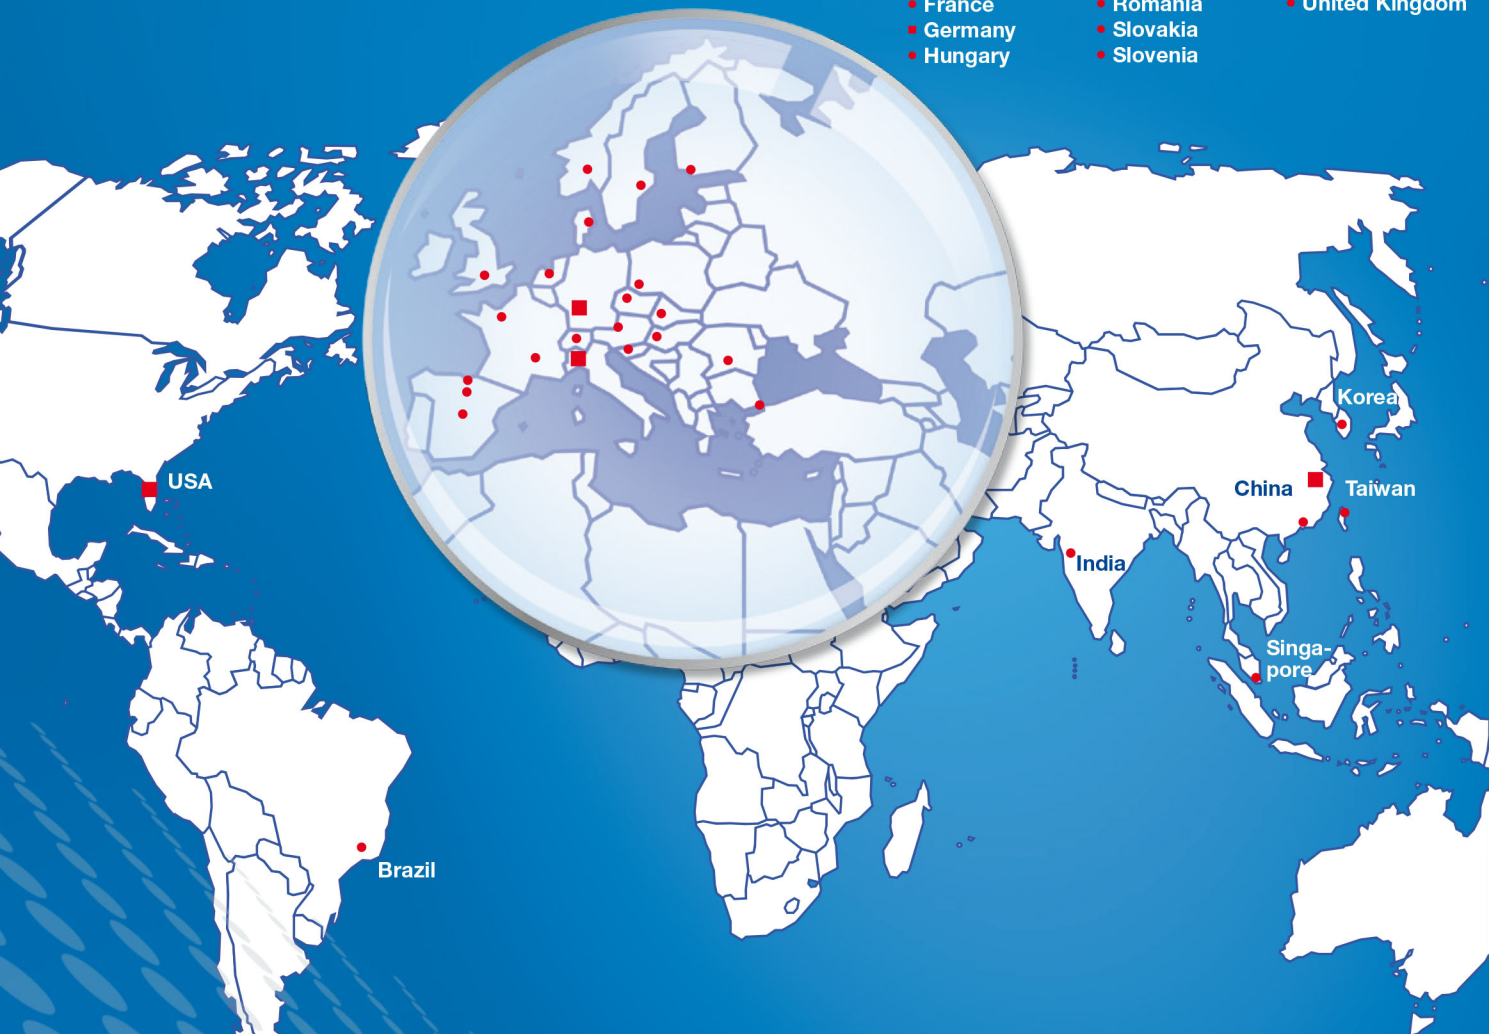 France
Romania
United Kingdom
Germany
Slovakia
Hungary
Slovenia
Korea
USA
China
Taiwan
India
Singa-
pore
Brazil